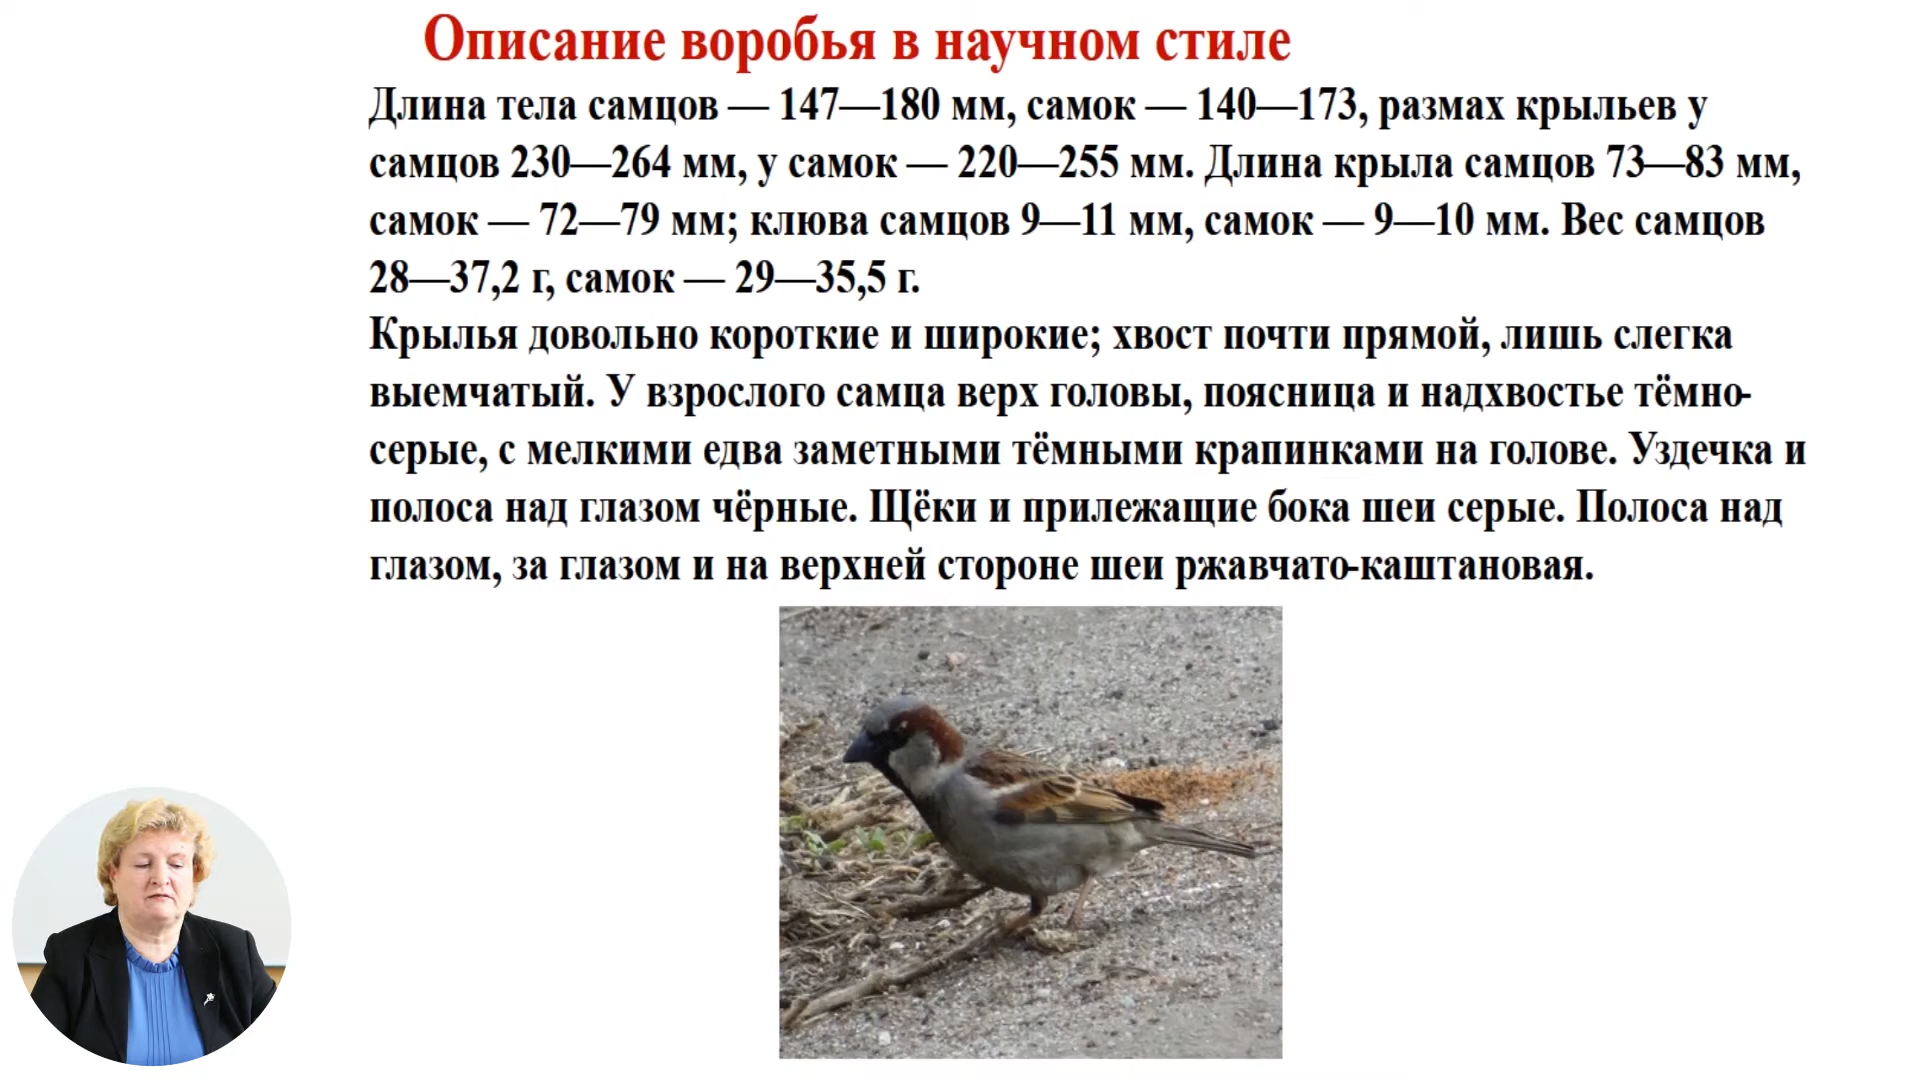 Описание воробья в научном стиле
Длина тела самцов — 147—180 мм, самок — 140—173, размах крыльев у
самцов 230—264 мм, у самок — 220—255 мм. Длина крыла самцов 73—83 мм,
самок — 72—79 мм; клюва самцов 9—11 мм, самок — 9—10 мм. Вес самцов
28—37,2 г, самок — 29—35,5 г.
Крылья довольно короткие и широкие; хвост почти прямой, лишь слегка
выемчатый. У взрослого самца верх головы, поясница и надхвостье тёмно-
серые, с мелкими едва заметными тёмными крапинками на голове. Уздечка и
полоса над глазом чёрные. Щёки и прилежащие бока шеи серые. Полоса над
глазом, за глазом и на верхней стороне шеи ржавчато-каштановая.